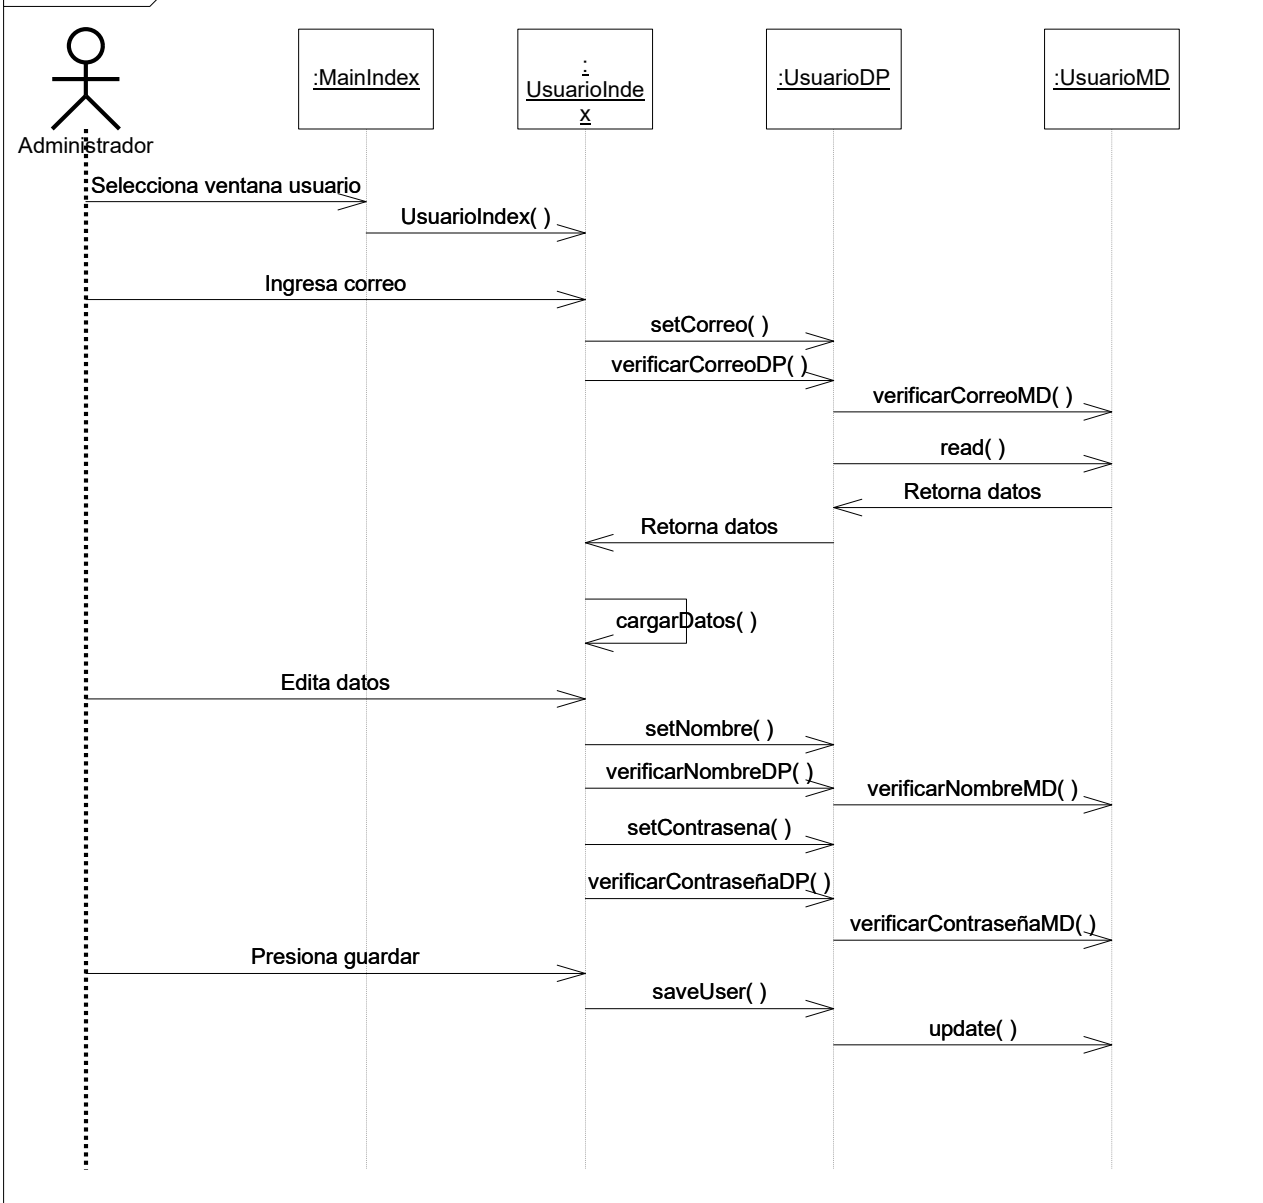 :MainIndex
:
UsuarioInde
x
:UsuarioDP
:UsuarioMD
Administrador
Selecciona ventana usuario
UsuarioIndex( )
Ingresa correo
setCorreo( )
verificarCorreoDP( )
verificarCorreoMD( )
read( )
Retorna datos
Retorna datos
cargarDatos( )
Edita datos
setNombre( )
verificarNombreDP( )
verificarNombreMD( )
setContrasena( )
verificarContraseñaDP( )
verificarContraseñaMD( )
Presiona guardar
saveUser( )
update( )